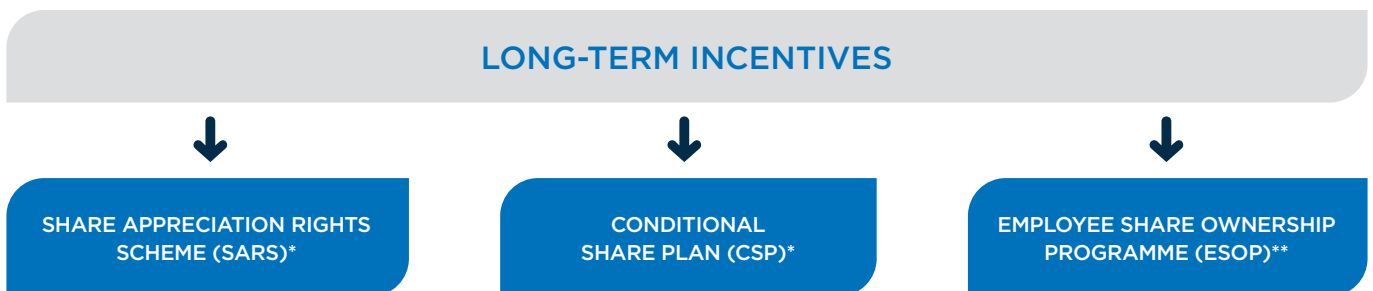 LONG-TERM INCENTIVES
SHARE APPRECIATION RIGHTS
SCHEME (SARS)*
CONDITIONAL
SHARE PLAN (CSP)*
EMPLOYEE SHARE OWNERSHIP
PROGRAMME (ESOP)**